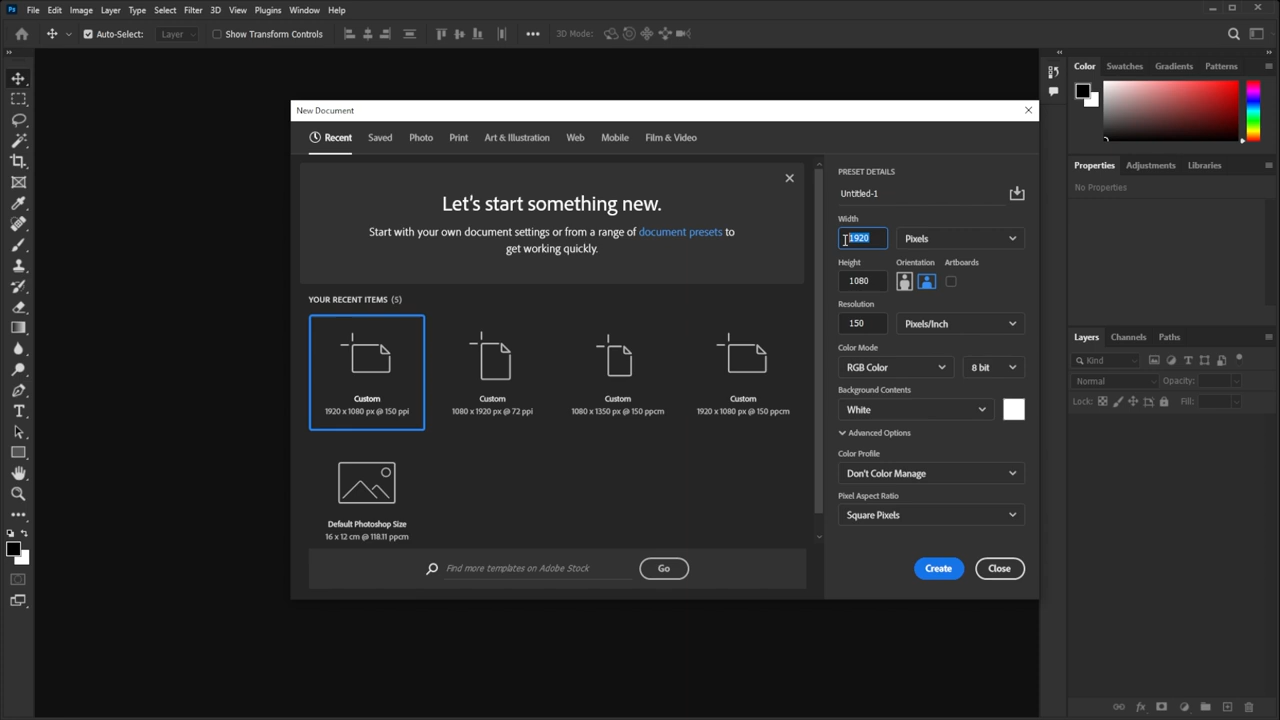 Ps File Edit Image Layer Type Select Filter 3D View Plugins Window Help
Auto-Select: Layer Show Transform Controls 3D Mode:
New Document
Recent Saved Photo Print Art & Illustration Web Mobile Film & Video
Let's start something new.
Start with your own document settings or from a range of document presets to
get working quickly.
YOUR RECENT ITEMS (5)
Custom
1920 x 1080 px @ 150 ppi
Custom
1080 x 1920 px @ 72 ppi
Custom
1080 x 1350 px @ 150 ppcm
Custom
1920 x 1080 px @ 150 ppcm
Default Photoshop Size
16 x 12 cm @ 118.11 ppcm
Find more templates on Adobe Stock Go
PRESET DETAILS
Untitled-1
Width
1920 Pixels
Height Orientation Artboards
1080
Resolution
150 Pixels/Inch
Color Mode
RGB Color 8 bit
Background Contents
White
Advanced Options
Color Profile
Don't Color Manage
Pixel Aspect Ratio
Square Pixels
Create Close
Color Swatches Gradients Patterns
Properties Adjustments Libraries
No Properties
Layers Channels Paths
Kind
Normal Opacity:
Lock: Fill: